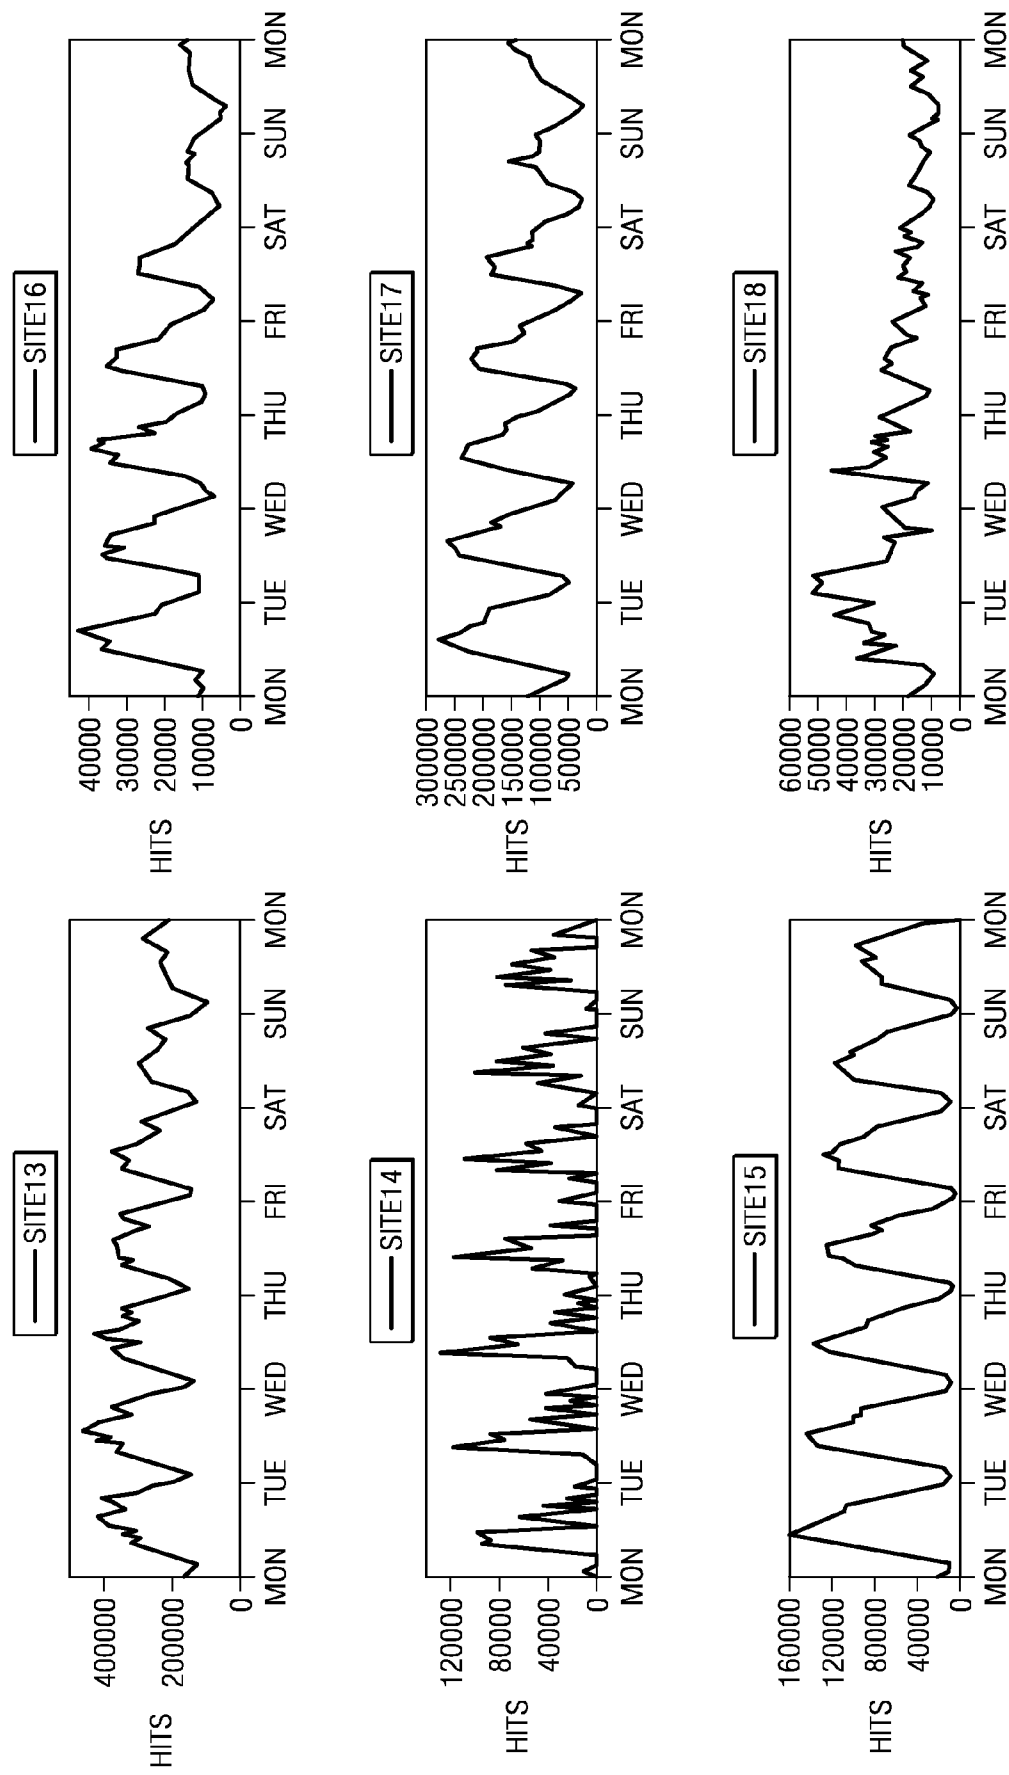 SITE13
HITS
400000
200000
0
MON TUE WED THU FRI SAT SUN MON
SITE16
HITS
40000
30000
20000
10000
0
MON TUE WED THU FRI SAT SUN MON
SITE14
HITS
120000
80000
40000
0
MON TUE WED THU FRI SAT SUN MON
SITE17
HITS
300000
250000
200000
150000
100000
50000
0
MON TUE WED THU FRI SAT SUN MON
SITE15
HITS
160000
120000
80000
40000
0
MON TUE WED THU FRI SAT SUN MON
SITE18
HITS
60000
50000
40000
30000
20000
10000
0
MON TUE WED THU FRI SAT SUN MON